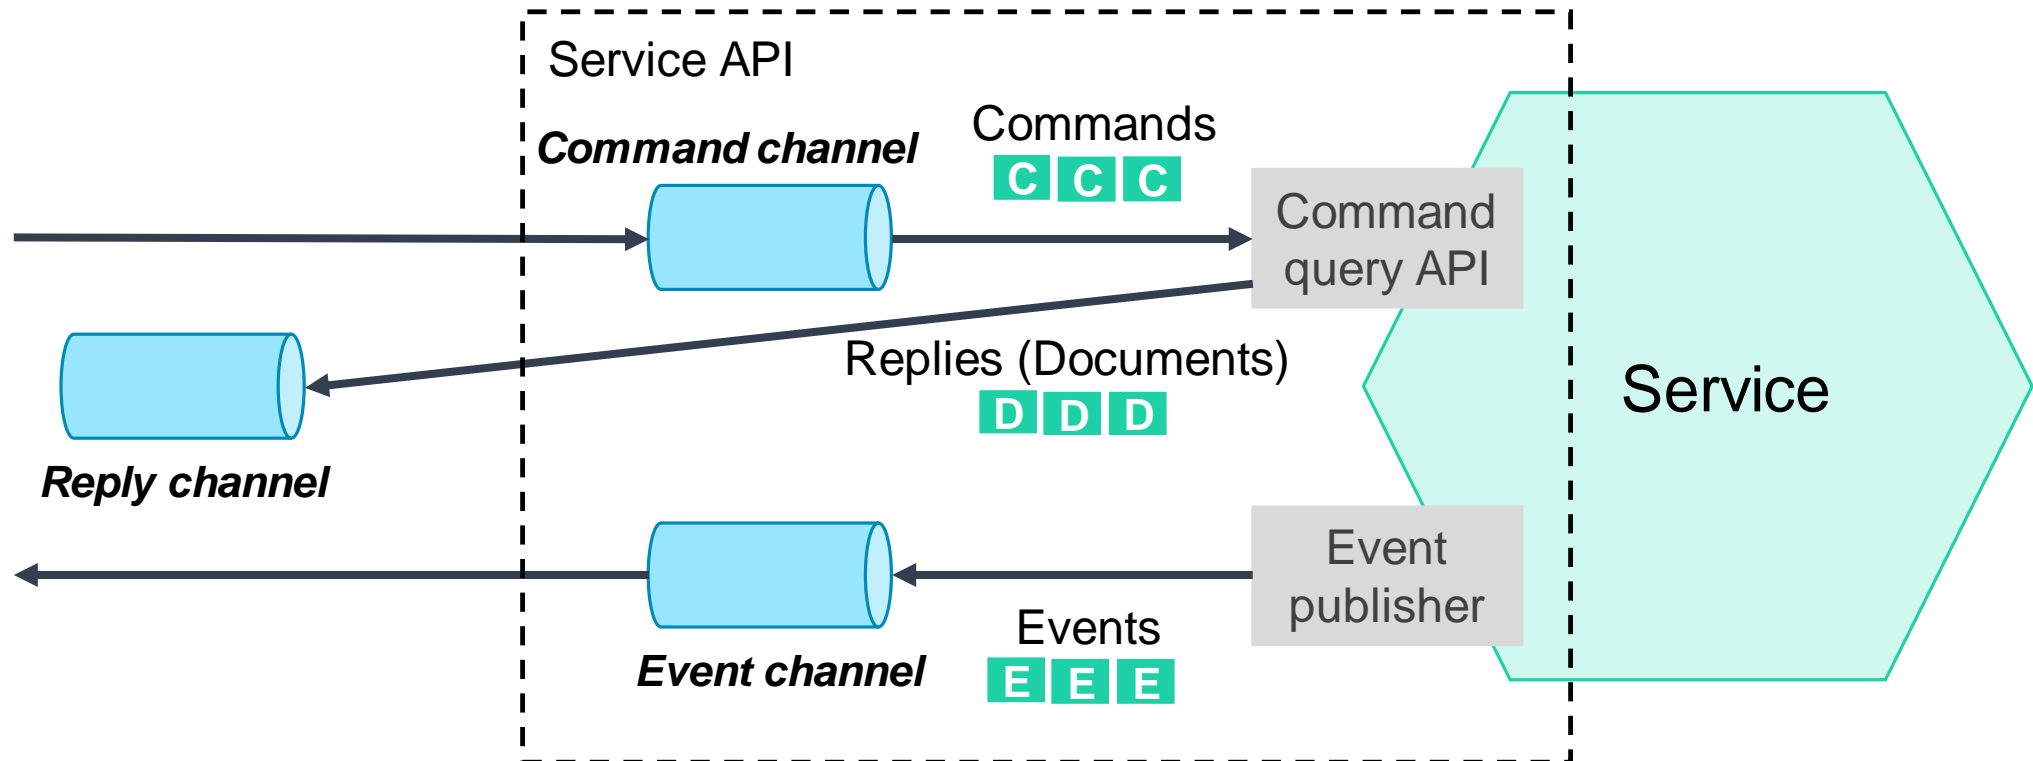 Service API
Command channel
Commands
C C C
Command
query API
Replies (Documents)
D D D
Service
Reply channel
Event
publisher
Events
E E E
Event channel